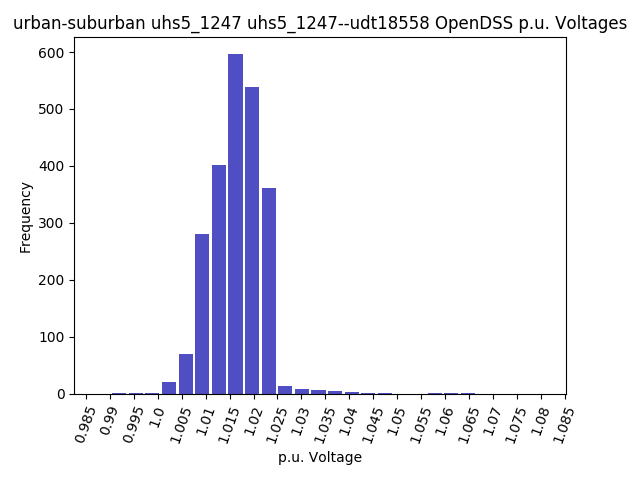 urban-suburban uhs5_1247 uhs5_1247--udt18558 OpenDSS p.u. Voltages
Frequency
600
500
400
300
200
100
0
0.985 0.99 0.995 1.0 1.005 1.01 1.015 1.02 1.025 1.03 1.035 1.04 1.045 1.05 1.055 1.06 1.065 1.07 1.075 1.08 1.085
p.u. Voltage